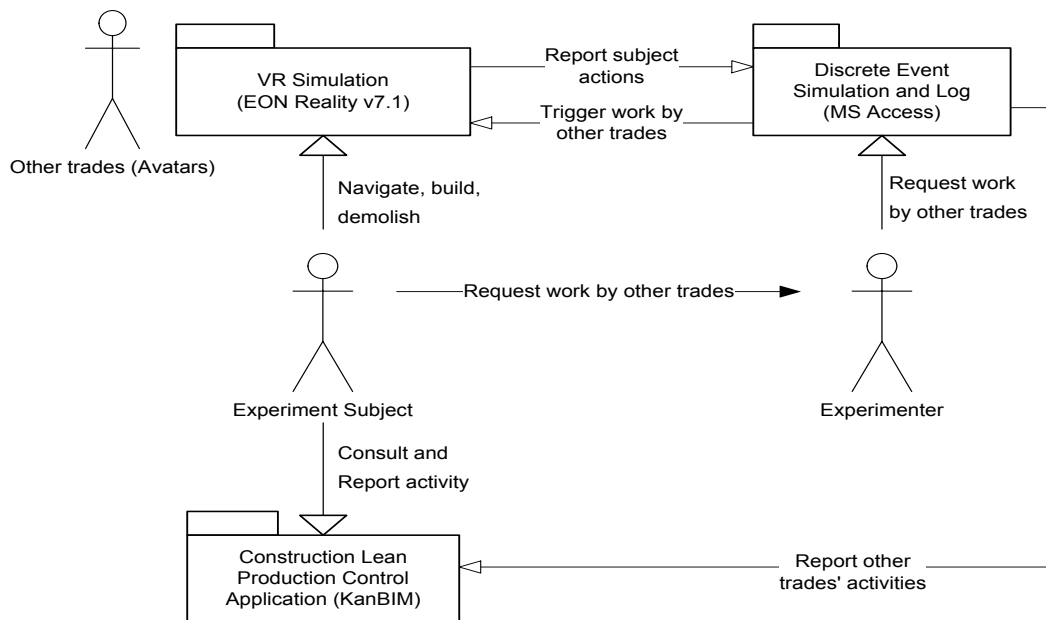 VR Simulation
(EON Reality v7.1)
Report subject
actions
Discrete Event
Simulation and Log
(MS Access)
Trigger work by
other trades
Other trades (Avatars)
Navigate, build,
demolish
Request work
by other trades
Request work by other trades
Experiment Subject
Experimenter
Consult and
Report activity
Construction Lean
Production Control
Application (KanBIM)
Report other
trades' activities